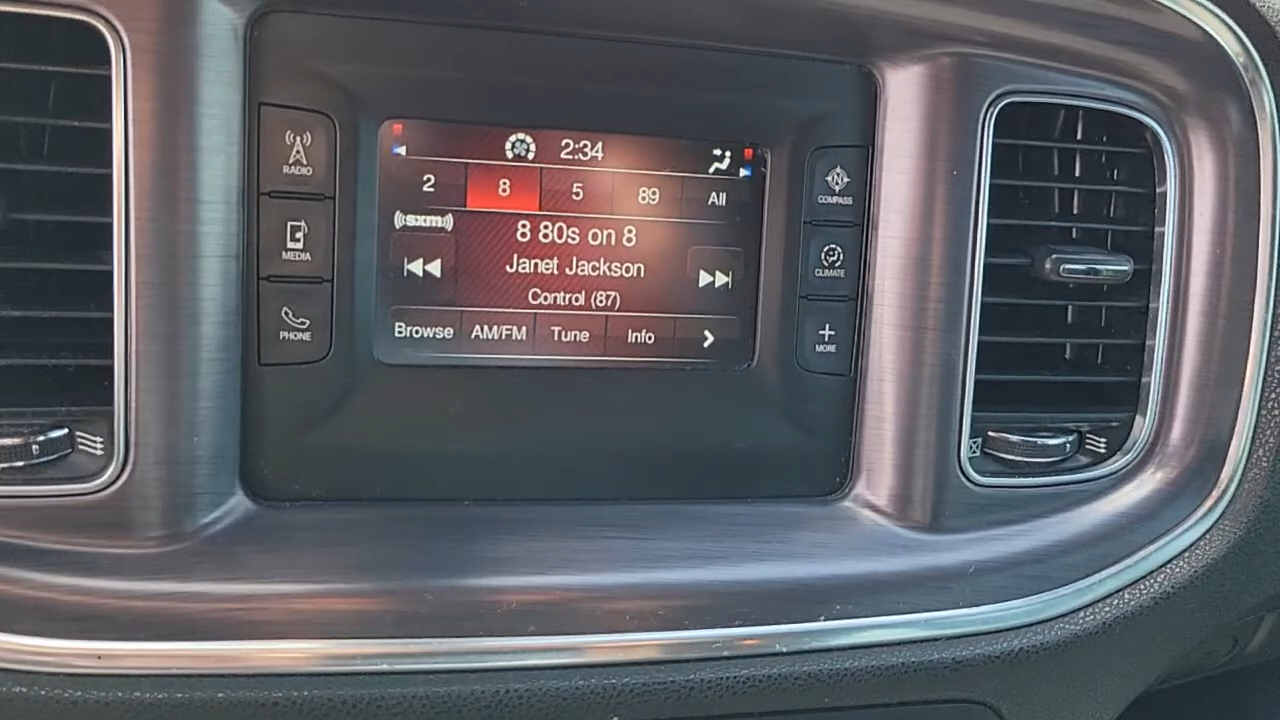 RADIO
MEDIA
PHONE
2:34
2 8 5 89 All
((sxm))
8 80s on 8
Janet Jackson
Control (87)
Browse AM/FM Tune Info >
N
COMPASS
CLIMATE
+
MORE